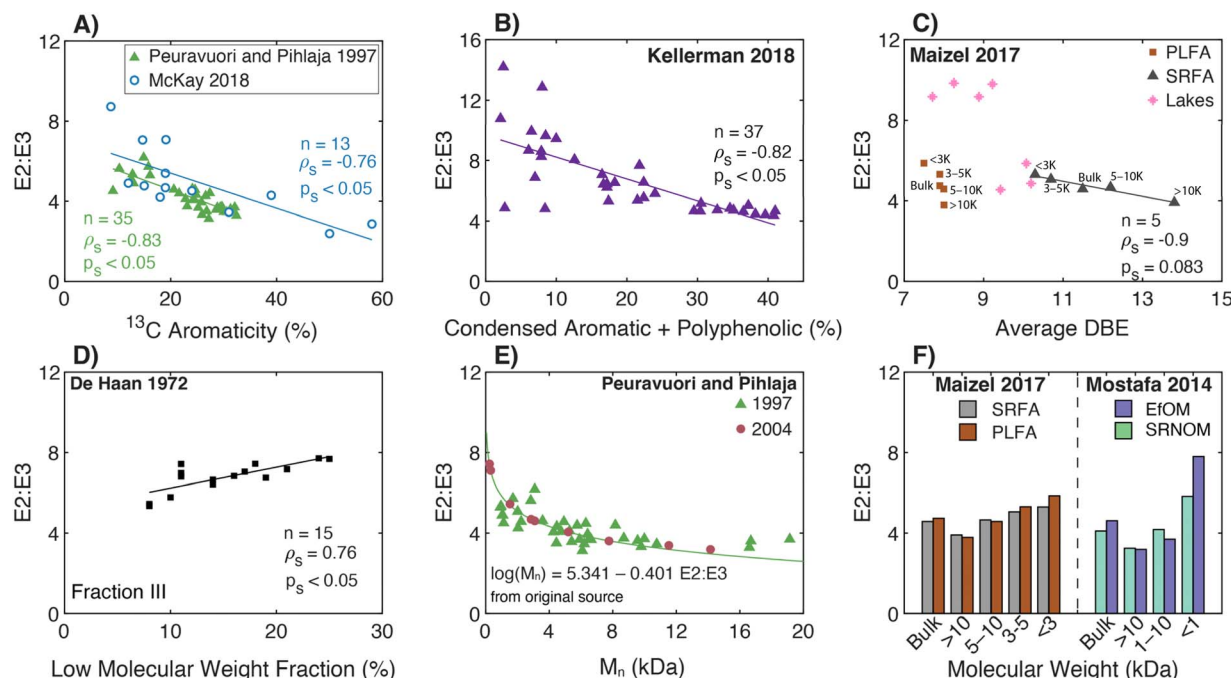 A)
12
8
4
0
E2:E3
Peuravuori and Pihlaja 1997
McKay 2018
n = 13
ρS = -0.76
pS < 0.05
n = 35
ρS = -0.83
pS < 0.05
0 20 40 60
13C Aromaticity (%)
B)
Kellerman 2018
16
12
8
4
0
E2:E3
n = 37
ρS = -0.82
pS < 0.05
0 10 20 30 40
Condensed Aromatic + Polyphenolic (%)
C)
Maizel 2017
12
8
4
0
E2:E3
PLFA
SRFA
Lakes
<3K
3–5K
Bulk
5–10K
>10K
<3K
3–5K
Bulk
5–10K
>10K
n = 5
ρS = -0.9
pS = 0.083
7 9 11 13 15
Average DBE
D)
De Haan 1972
12
8
4
0
E2:E3
n = 15
ρS = 0.76
pS < 0.05
Fraction III
0 10 20 30
Low Molecular Weight Fraction (%)
E)
Peuravuori and Pihlaja
1997
2004
12
8
4
0
E2:E3
log(Mn) = 5.341 – 0.401 E2:E3
from original source
0 4 8 12 16 20
Mn (kDa)
F)
Maizel 2017
SRFA
PLFA
Mostafa 2014
EfOM
SRNOM
12
8
4
0
E2:E3
Bulk >10 5–10 3–5 <3 Bulk >10 1–10 <1
Molecular Weight (kDa)